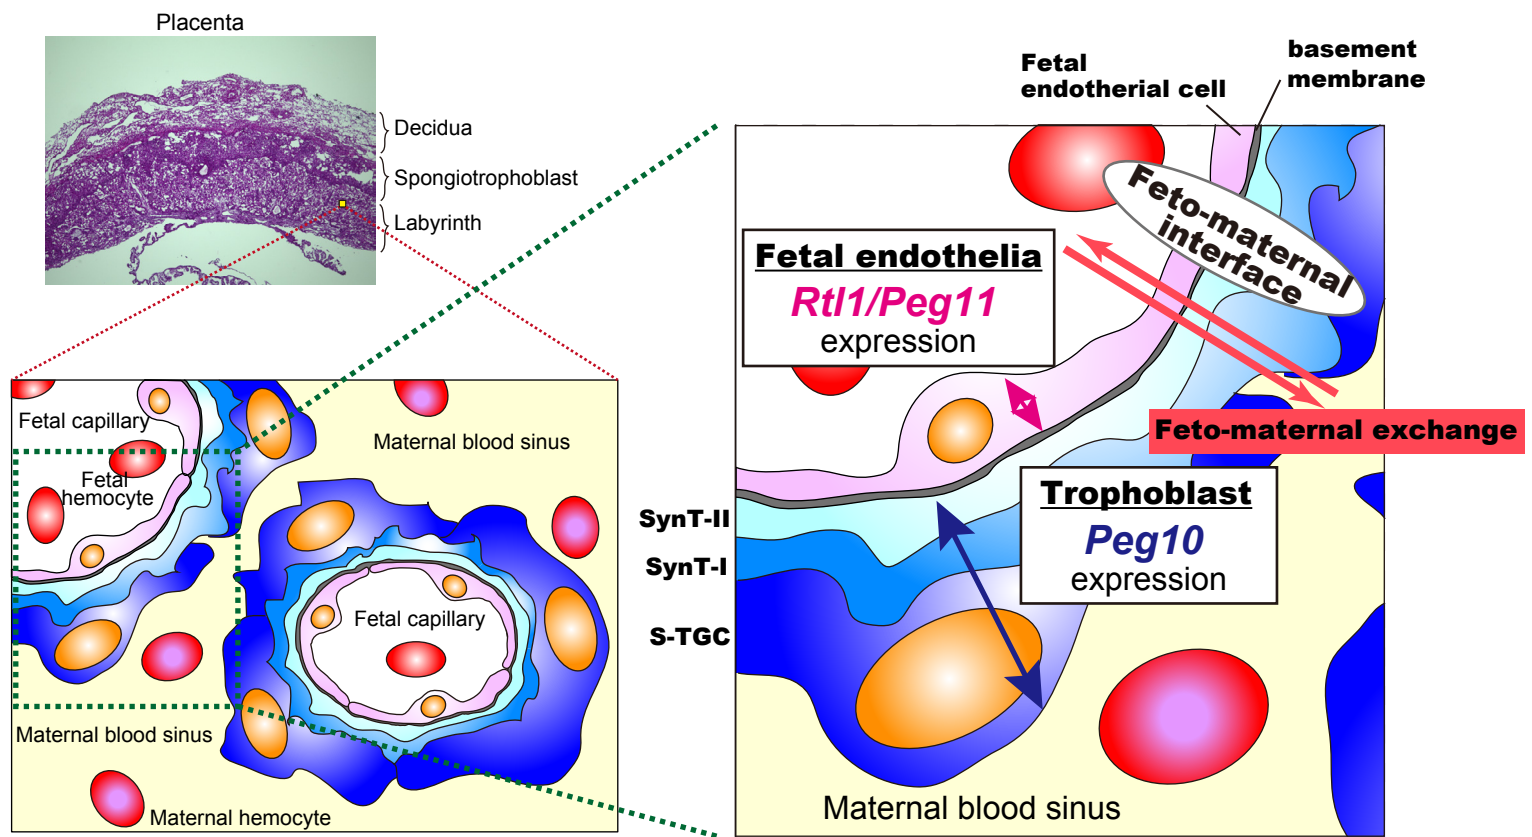 Placenta
Decidua
Spongiotrophoblast
Labyrinth
Fetal capillary
Fetal
hemocyte
Maternal blood sinus
Fetal capillary
Maternal blood sinus
Maternal hemocyte
Fetal
endotherial cell
basement
membrane
Feto-maternal
interface
Fetal endothelia
Rtl1/Peg11
expression
Feto-maternal exchange
Trophoblast
Peg10
expression
SynT-II
SynT-I
S-TGC
Maternal blood sinus